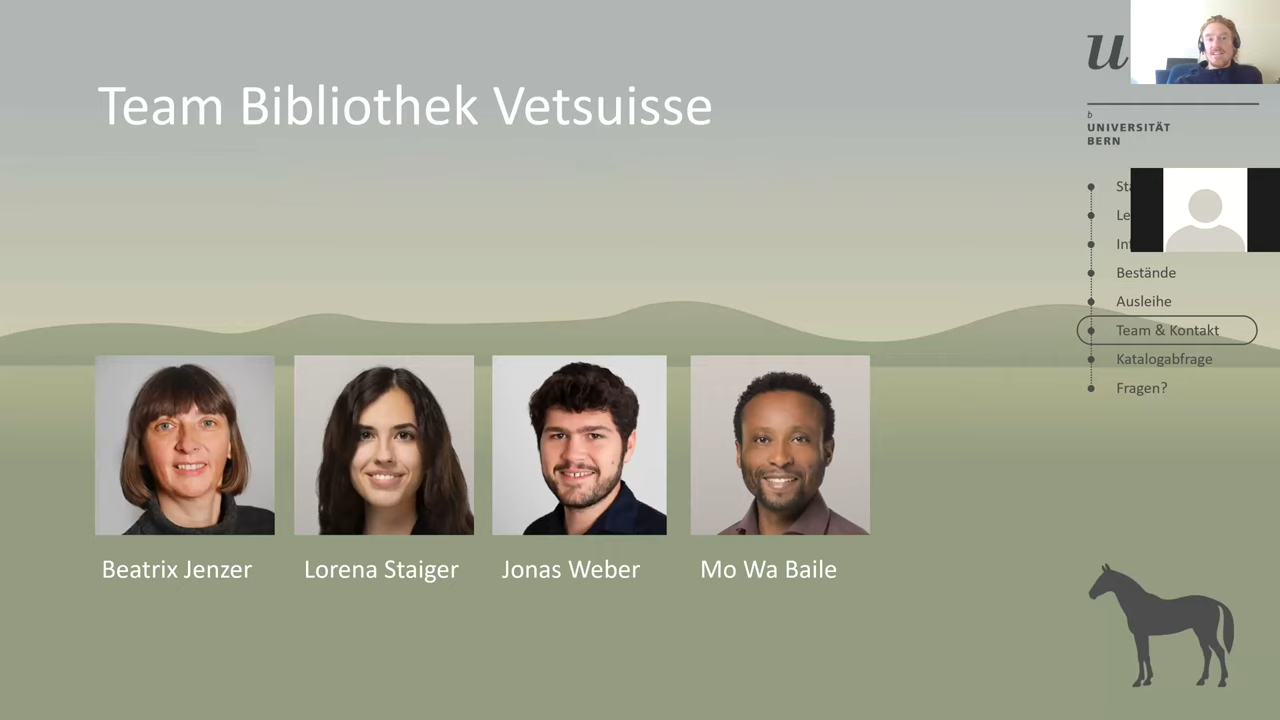 Team Bibliothek Vetsuisse
u
b
UNIVERSITÄT
BERN
Bestände
Ausleihe
Team & Kontakt
Katalogabfrage
Fragen?
Beatrix Jenzer
Lorena Staiger
Jonas Weber
Mo Wa Baile